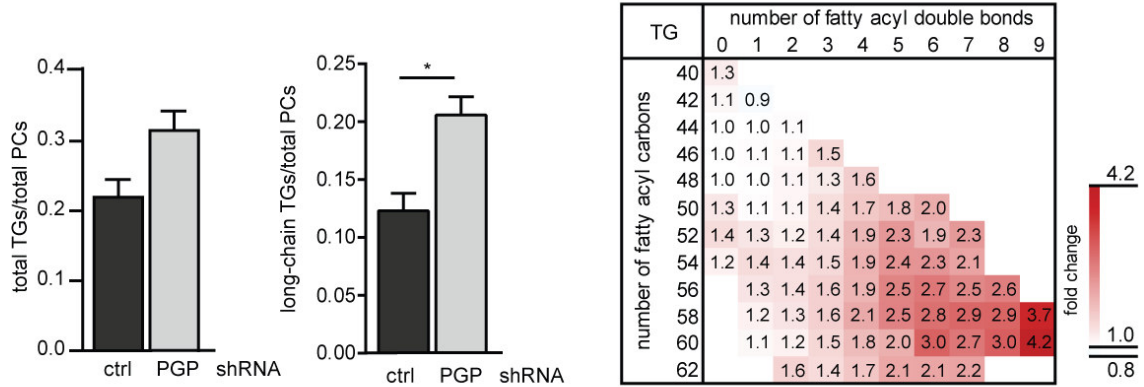 total TGs/total PCs
0.4
0.3
0.2
0.1
0.0
ctrl PGP shRNA
long-chain TGs/total PCs
*
0.25
0.20
0.15
0.10
0.05
0.00
ctrl PGP shRNA
TG number of fatty acyl double bonds
0 1 2 3 4 5 6 7 8 9
number of fatty acyl carbons
40 1.3
42 1.1 0.9
44 1.0 1.0 1.1
46 1.0 1.1 1.1 1.5
48 1.0 1.0 1.1 1.3 1.6
50 1.3 1.1 1.1 1.4 1.7 1.8 2.0
52 1.4 1.3 1.2 1.4 1.9 2.3 1.9 2.3
54 1.2 1.4 1.4 1.5 1.9 2.4 2.3 2.1
56 1.3 1.4 1.6 1.9 2.5 2.7 2.5 2.6
58 1.2 1.3 1.6 2.1 2.5 2.8 2.9 2.9 3.7
60 1.1 1.2 1.5 1.8 2.0 3.0 2.7 3.0 4.2
62 1.6 1.4 1.7 2.1 2.1 2.2
fold change
4.2
1.0
0.8